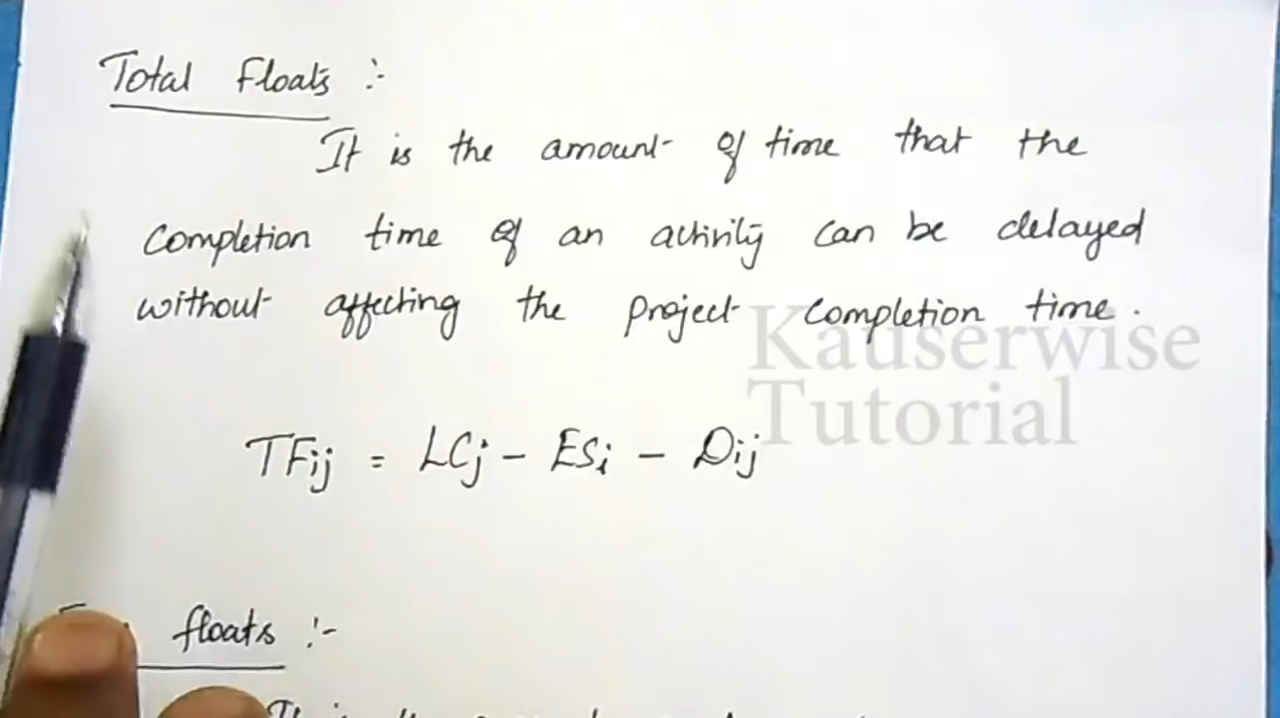 Total Floats :-
It is the amount of time that the
Completion time of an activity can be delayed
without affecting the project completion time.
Kauserwise
Tutorial
TFij = LCj - ESi - Dij
floats :-